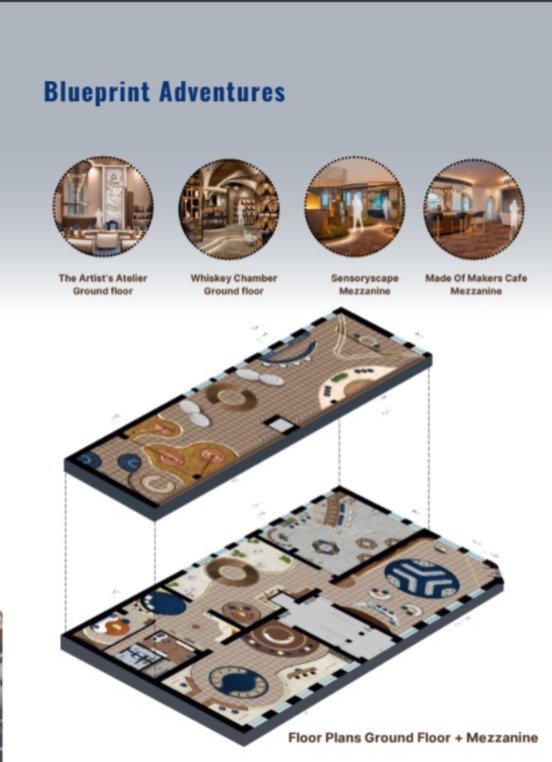 Blueprint Adventures
The Artist's Atelier
Ground floor
Whiskey Chamber
Ground floor
Sensoryscape
Mezzanine
Made Of Makers Cafe
Mezzanine
Floor Plans Ground Floor + Mezzanine